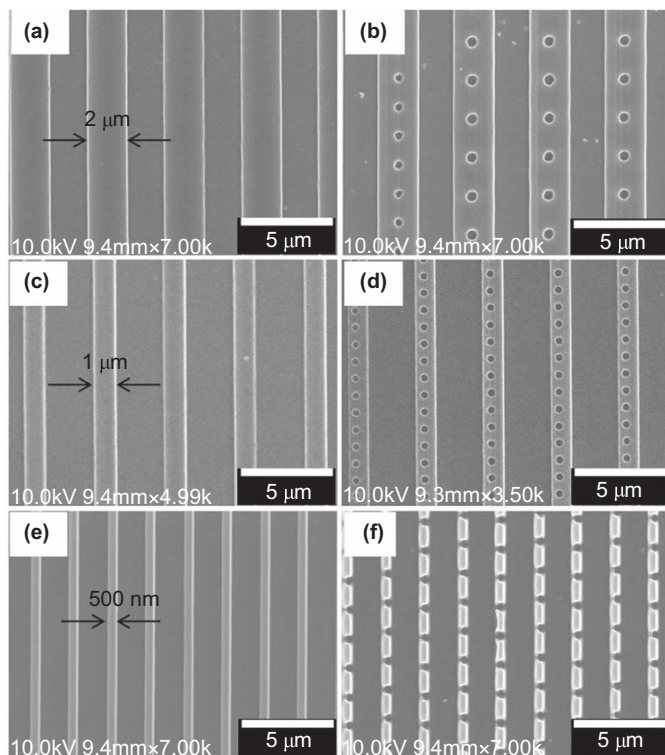 (a)
2 μm
10.0kV 9.4mm×7.00k
5 μm
(b)
10.0kV 9.4mm×7.00k
5 μm
(c)
1 μm
10.0kV 9.4mm×4.99k
5 μm
(d)
10.0kV 9.3mm×3.50k
5 μm
(e)
500 nm
10.0kV 9.4mm×7.00k
5 μm
(f)
10.0kV 9.4mm×7.00k
5 μm